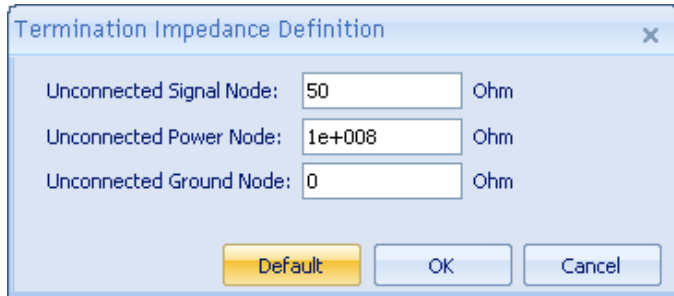 Termination Impedance Definition
Unconnected Signal Node: 50 Ohm
Unconnected Power Node: 1e+008 Ohm
Unconnected Ground Node: 0 Ohm
Default OK Cancel